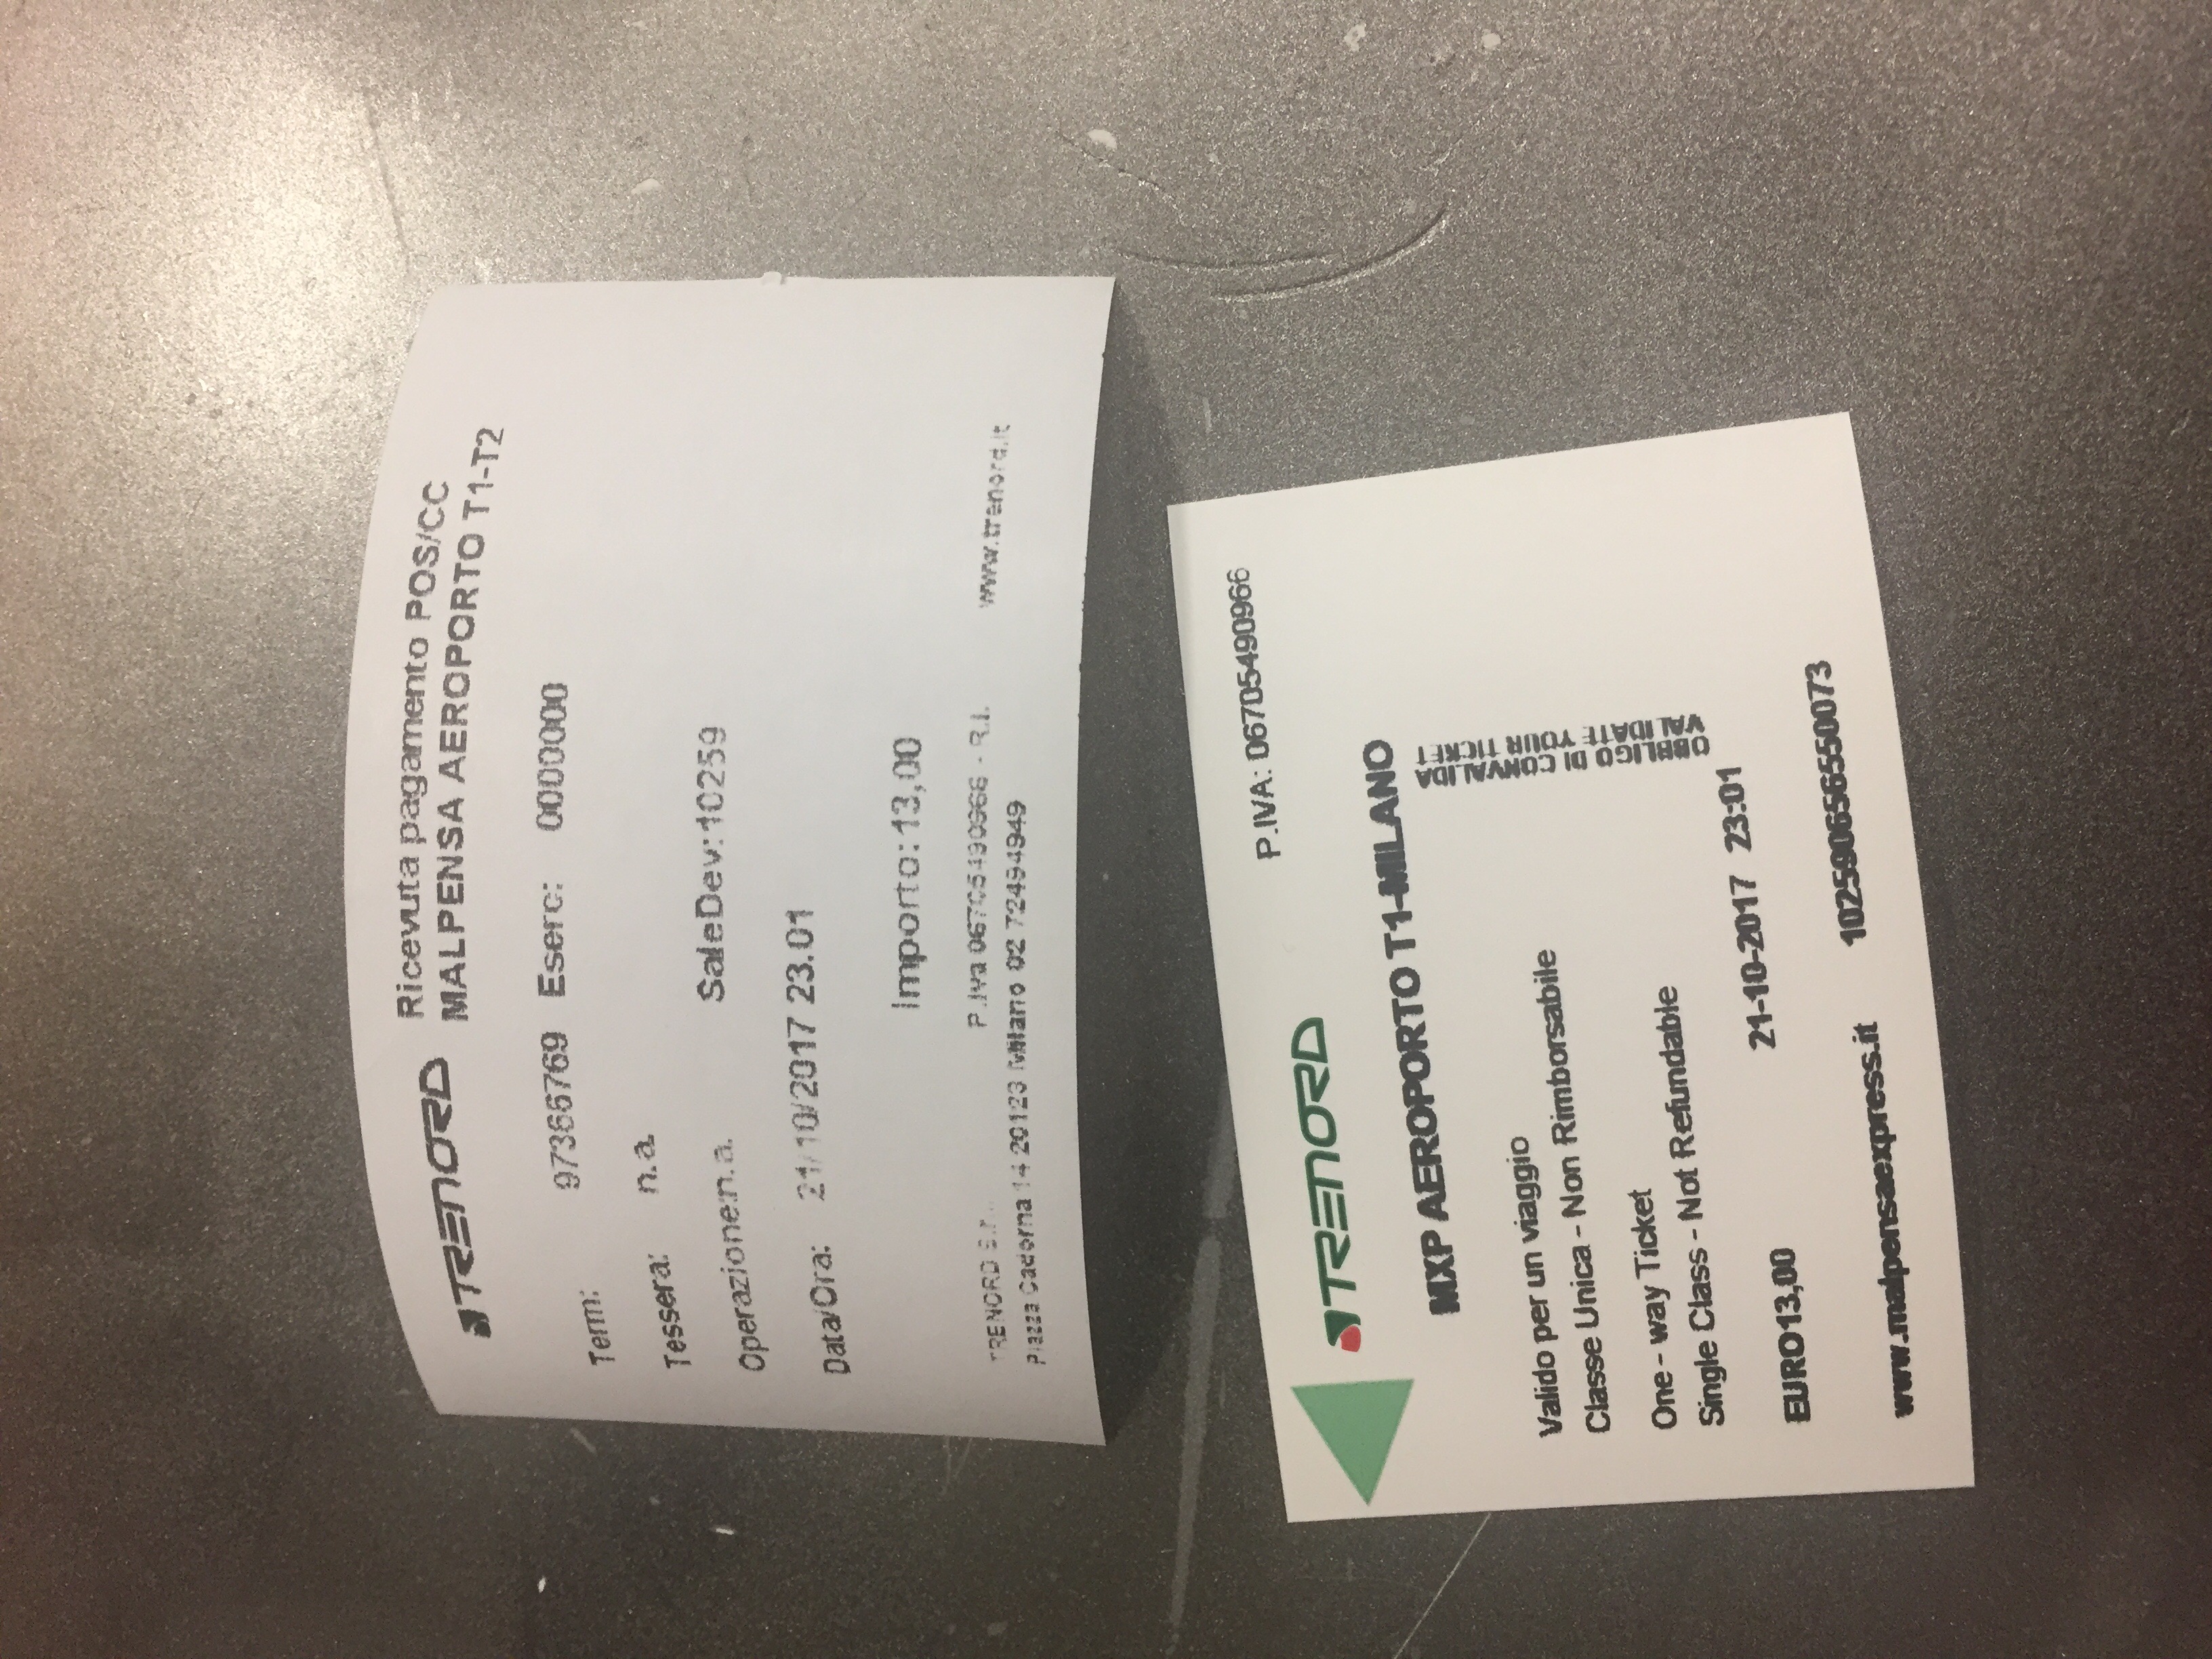 TRENORD
Ricevuta pagamento POS/CC
MALPENSA AEROPORTO T1-T2
Term: 97366769 Eserc: 0000000
Tessera: n.a.
Operazione:n.a. SaleDev:10259
Data/Ora: 21/10/2017 23.01
Importo: 13,00
TRENORD P.Iva 06705490966 - R.I. www.trenord.it
Piazza Cadorna 14 20123 Milano 02 72494949
P.IVA: 06705490966
TRENORD
MXP AEROPORTO T1-MILANO
Valido per un viaggio
Classe Unica - Non Rimborsabile
One - way Ticket
Single Class - Not Refundable
OBBLIGO DI CONVALIDA
VALIDATE YOUR TICKET
EURO13,00 21-10-2017 23:01
www.malpensaexpress.it 102590656550073